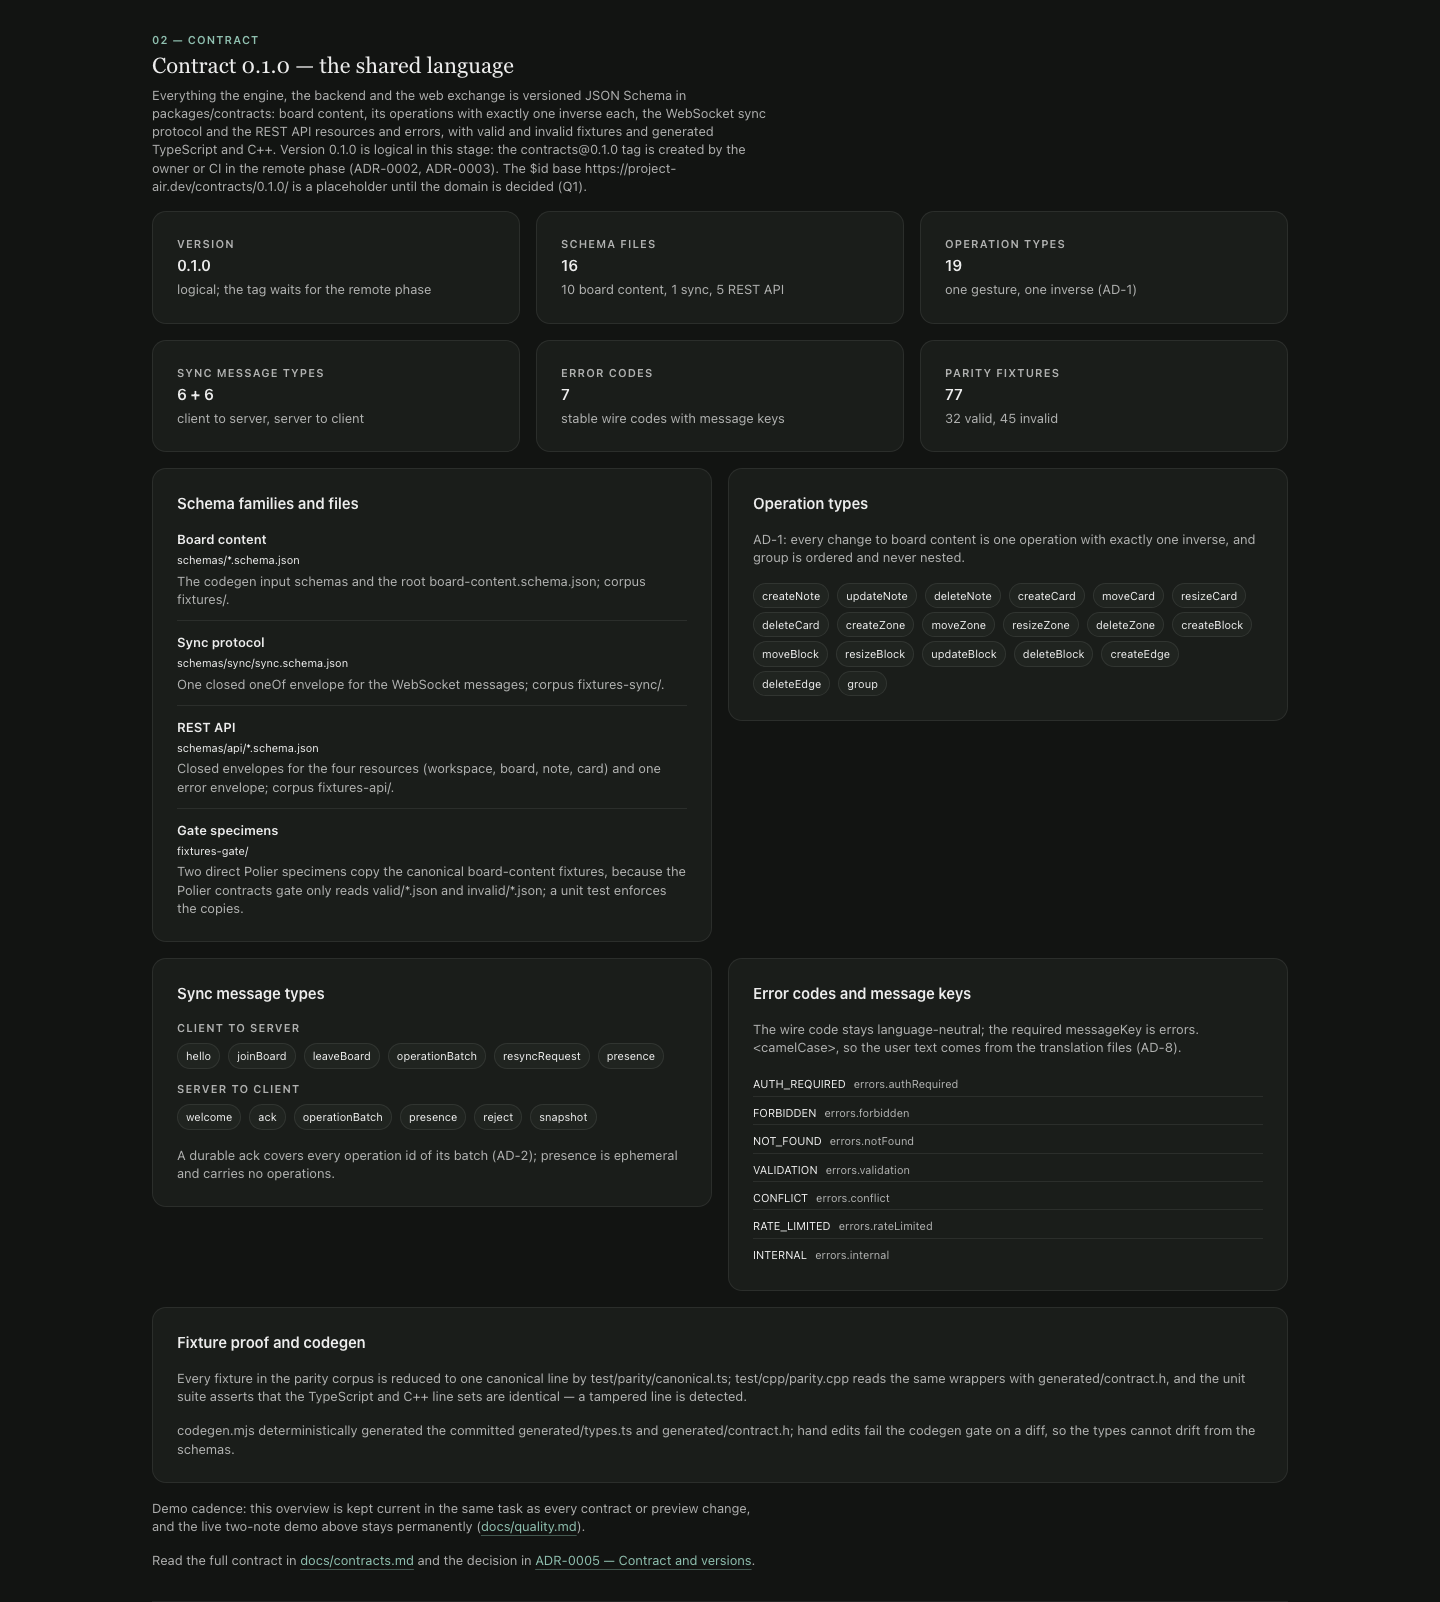 02 — CONTRACT
Contract 0.1.0 — the shared language
Everything the engine, the backend and the web exchange is versioned JSON Schema in
packages/contracts: board content, its operations with exactly one inverse each, the WebSocket sync
protocol and the REST API resources and errors, with valid and invalid fixtures and generated
TypeScript and C++. Version 0.1.0 is logical in this stage: the contracts@0.1.0 tag is created by the
owner or CI in the remote phase (ADR-0002, ADR-0003). The $id base https://project-
air.dev/contracts/0.1.0/ is a placeholder until the domain is decided (Q1).
VERSION
0.1.0
logical; the tag waits for the remote phase
SCHEMA FILES
16
10 board content, 1 sync, 5 REST API
OPERATION TYPES
19
one gesture, one inverse (AD-1)
SYNC MESSAGE TYPES
6 + 6
client to server, server to client
ERROR CODES
7
stable wire codes with message keys
PARITY FIXTURES
77
32 valid, 45 invalid
Schema families and files
Board content
schemas/*.schema.json
The codegen input schemas and the root board-content.schema.json; corpus
fixtures/.
Sync protocol
schemas/sync/sync.schema.json
One closed oneOf envelope for the WebSocket messages; corpus fixtures-sync/.
REST API
schemas/api/*.schema.json
Closed envelopes for the four resources (workspace, board, note, card) and one
error envelope; corpus fixtures-api/.
Gate specimens
fixtures-gate/
Two direct Polier specimens copy the canonical board-content fixtures, because the
Polier contracts gate only reads valid/*.json and invalid/*.json; a unit test enforces
the copies.
Operation types
AD-1: every change to board content is one operation with exactly one inverse, and
group is ordered and never nested.
createNote updateNote deleteNote createCard moveCard resizeCard
deleteCard createZone moveZone resizeZone deleteZone createBlock
moveBlock resizeBlock updateBlock deleteBlock createEdge
deleteEdge group
Sync message types
CLIENT TO SERVER
hello joinBoard leaveBoard operationBatch resyncRequest presence
SERVER TO CLIENT
welcome ack operationBatch presence reject snapshot
A durable ack covers every operation id of its batch (AD-2); presence is ephemeral
and carries no operations.
Error codes and message keys
The wire code stays language-neutral; the required messageKey is errors.
<camelCase>, so the user text comes from the translation files (AD-8).
AUTH_REQUIRED errors.authRequired
FORBIDDEN errors.forbidden
NOT_FOUND errors.notFound
VALIDATION errors.validation
CONFLICT errors.conflict
RATE_LIMITED errors.rateLimited
INTERNAL errors.internal
Fixture proof and codegen
Every fixture in the parity corpus is reduced to one canonical line by test/parity/canonical.ts; test/cpp/parity.cpp reads the same wrappers with generated/contract.h, and the unit
suite asserts that the TypeScript and C++ line sets are identical — a tampered line is detected.
codegen.mjs deterministically generated the committed generated/types.ts and generated/contract.h; hand edits fail the codegen gate on a diff, so the types cannot drift from the
schemas.
Demo cadence: this overview is kept current in the same task as every contract or preview change,
and the live two-note demo above stays permanently (docs/quality.md).
Read the full contract in docs/contracts.md and the decision in ADR-0005 — Contract and versions.